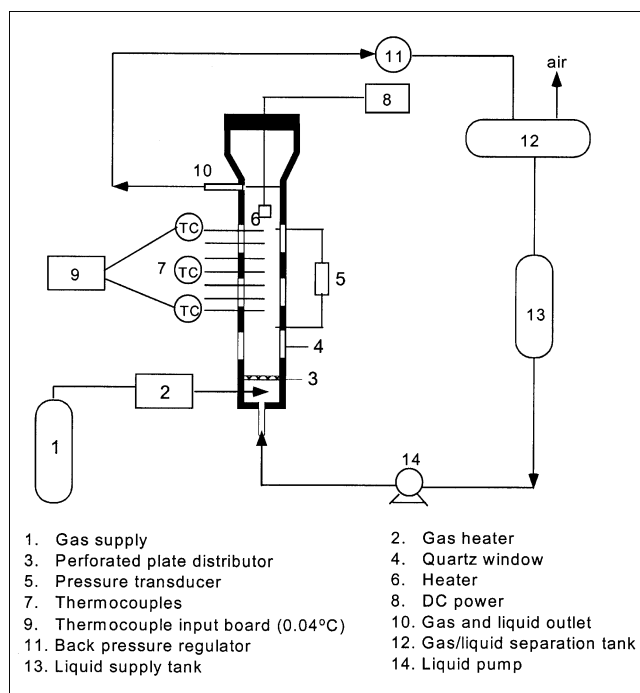 11
air
8
12
10
6
TC
9
7
TC
5
TC
13
4
3
2
1
14
1. Gas supply
2. Gas heater
3. Perforated plate distributor
4. Quartz window
5. Pressure transducer
6. Heater
7. Thermocouples
8. DC power
9. Thermocouple input board (0.04ºC)
10. Gas and liquid outlet
11. Back pressure regulator
12. Gas/liquid separation tank
13. Liquid supply tank
14. Liquid pump